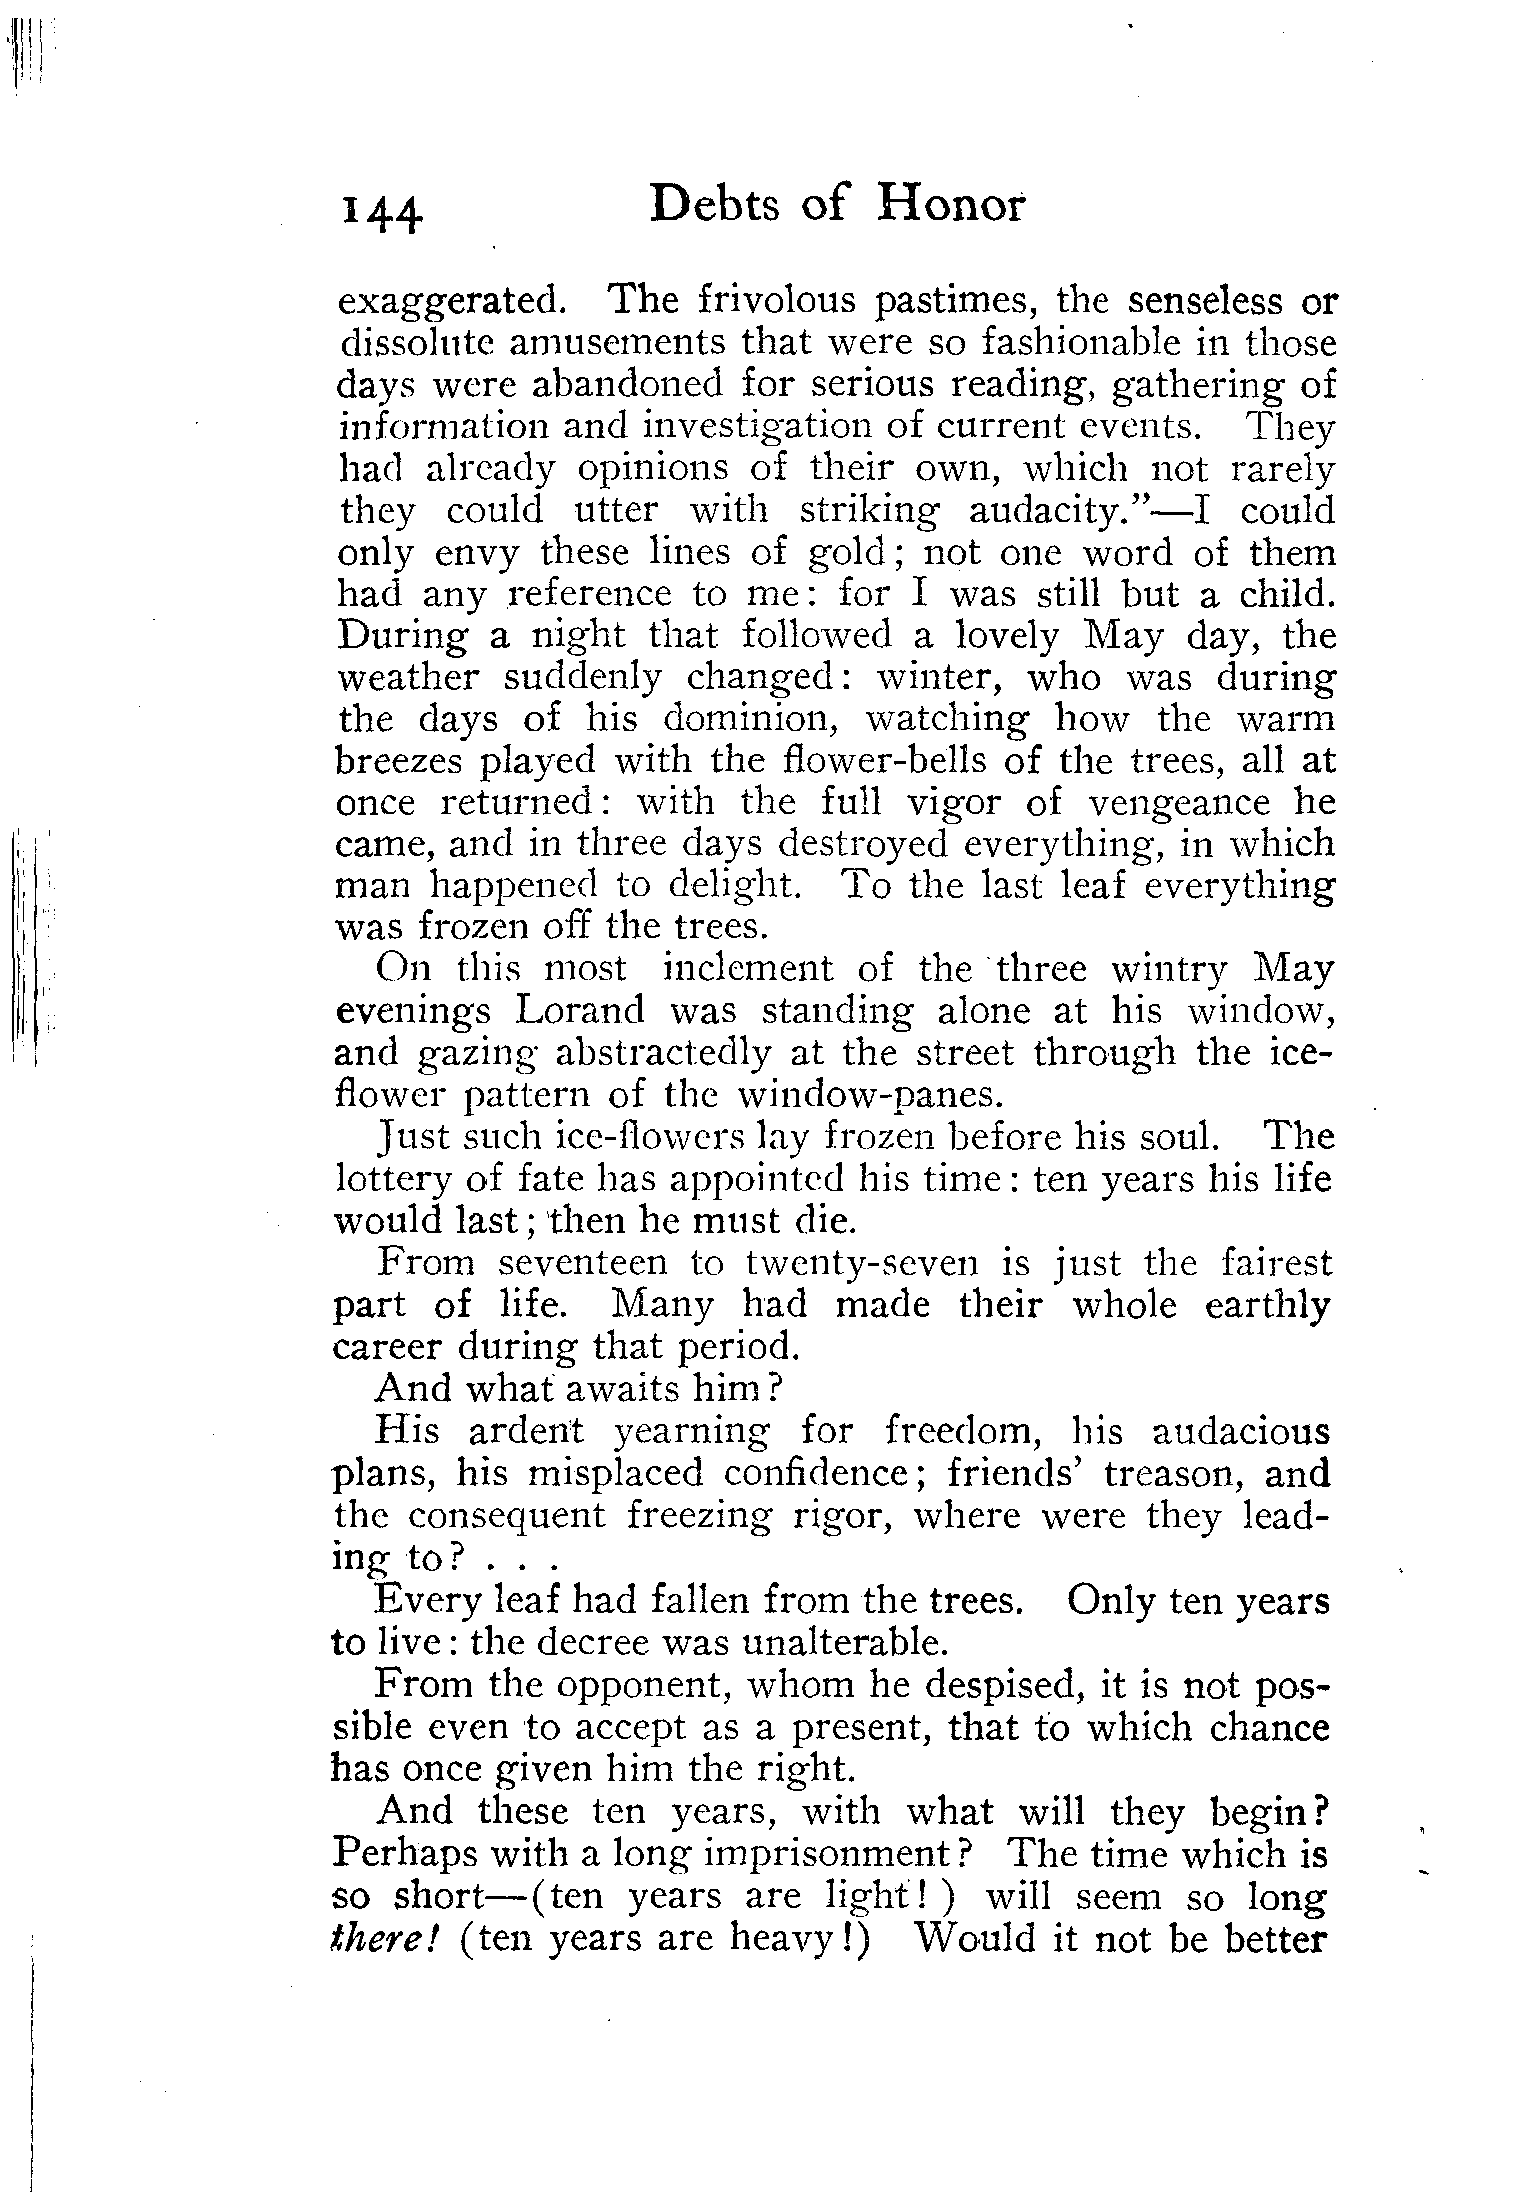 144 Debts of Honor
exaggerated. The frivolous pastimes, the senseless or
dissolute amusements that were so fashionable in those
days were abandoned for serious reading, gathering of
information and investigation of current events. They
had already opinions of their own, which not rarely
they could utter with striking audacity."—I could
only envy these lines of gold; not one word of them
had any reference to me: for I was still but a child.
During a night that followed a lovely May day, the
weather suddenly changed: winter, who was during
the days of his dominion, watching how the warm
breezes played with the flower-bells of the trees, all at
once returned: with the full vigor of vengeance he
came, and in three days destroyed everything, in which
man happened to delight. To the last leaf everything
was frozen off the trees.
On this most inclement of the three wintry May
evenings Lorand was standing alone at his window,
and gazing abstractedly at the street through the ice-
flower pattern of the window-panes.
Just such ice-flowers lay frozen before his soul. The
lottery of fate has appointed his time: ten years his life
would last; then he must die.
From seventeen to twenty-seven is just the fairest
part of life. Many had made their whole earthly
career during that period.
And what awaits him?
His ardent yearning for freedom, his audacious
plans, his misplaced confidence; friends' treason, and
the consequent freezing rigor, where were they lead-
ing to? . . .
Every leaf had fallen from the trees. Only ten years
to live: the decree was unalterable.
From the opponent, whom he despised, it is not pos-
sible even to accept as a present, that to which chance
has once given him the right.
And these ten years, with what will they begin?
Perhaps with a long imprisonment? The time which is
so short—(ten years are light! ) will seem so long
there! (ten years are heavy!) Would it not be better